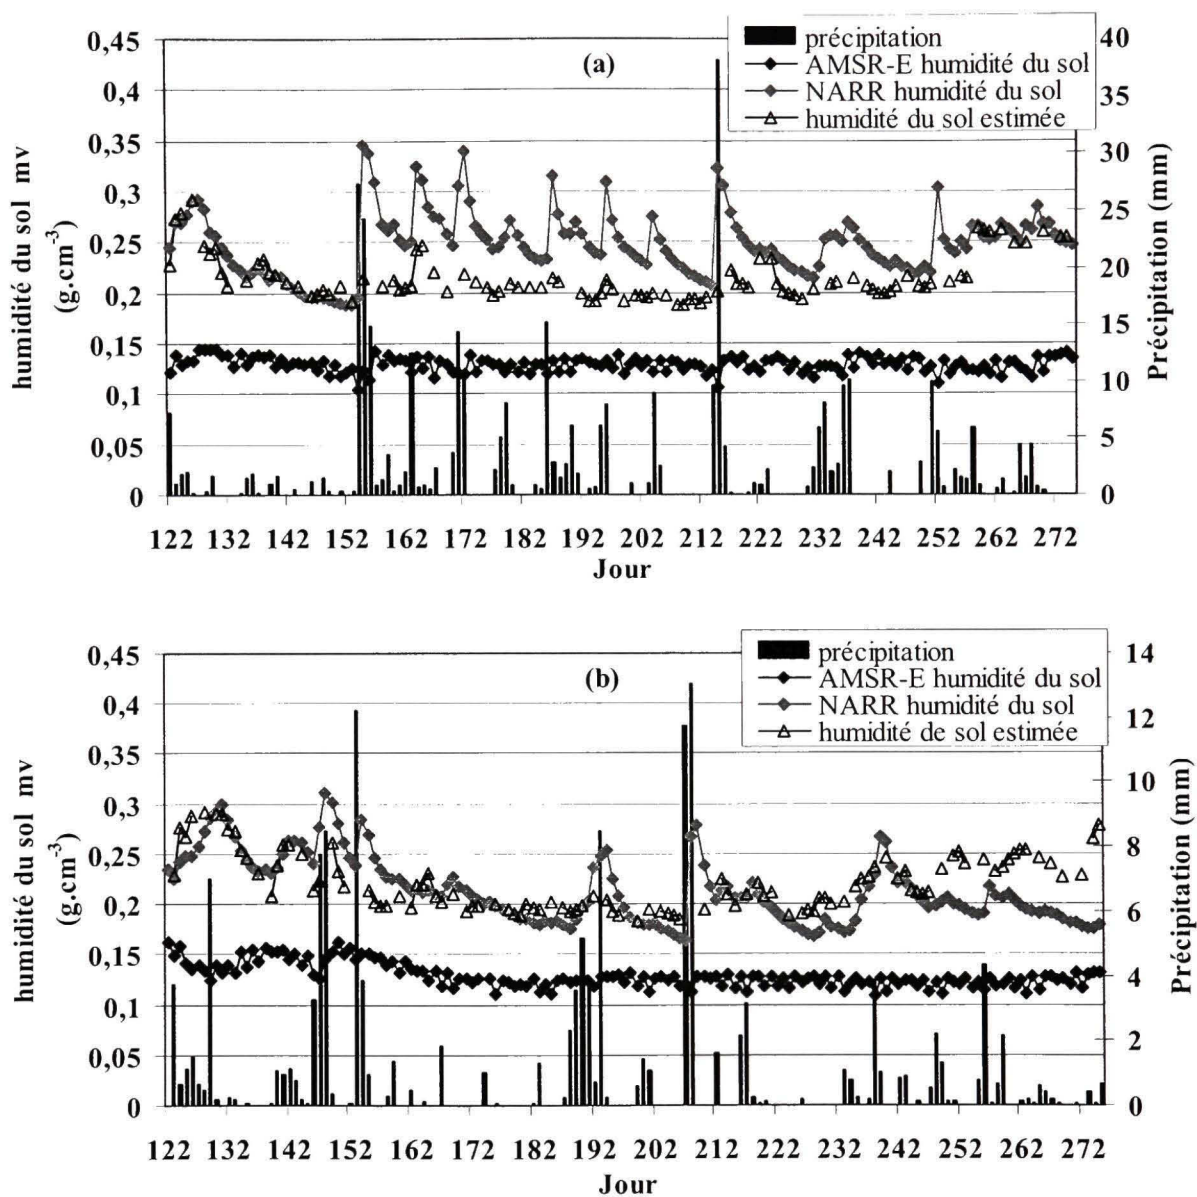 (a)
précipitation
AMSR-E humidité du sol
NARR humidité du sol
humidité du sol estimée
humidité du sol mv
(g.cm-3)
0,45
0,4
0,35
0,3
0,25
0,2
0,15
0,1
0,05
0
40
35
30
25
20
15
10
5
0
Précipitation (mm)
122 132 142 152 162 172 182 192 202 212 222 232 242 252 262 272
Jour
(b)
précipitation
AMSR-E humidité du sol
NARR humidité du sol
humidité de sol estimée
humidité du sol mv
(g.cm-3)
0,45
0,4
0,35
0,3
0,25
0,2
0,15
0,1
0,05
0
14
12
10
8
6
4
2
0
Précipitation (mm)
122 132 142 152 162 172 182 192 202 212 222 232 242 252 262 272
Jour